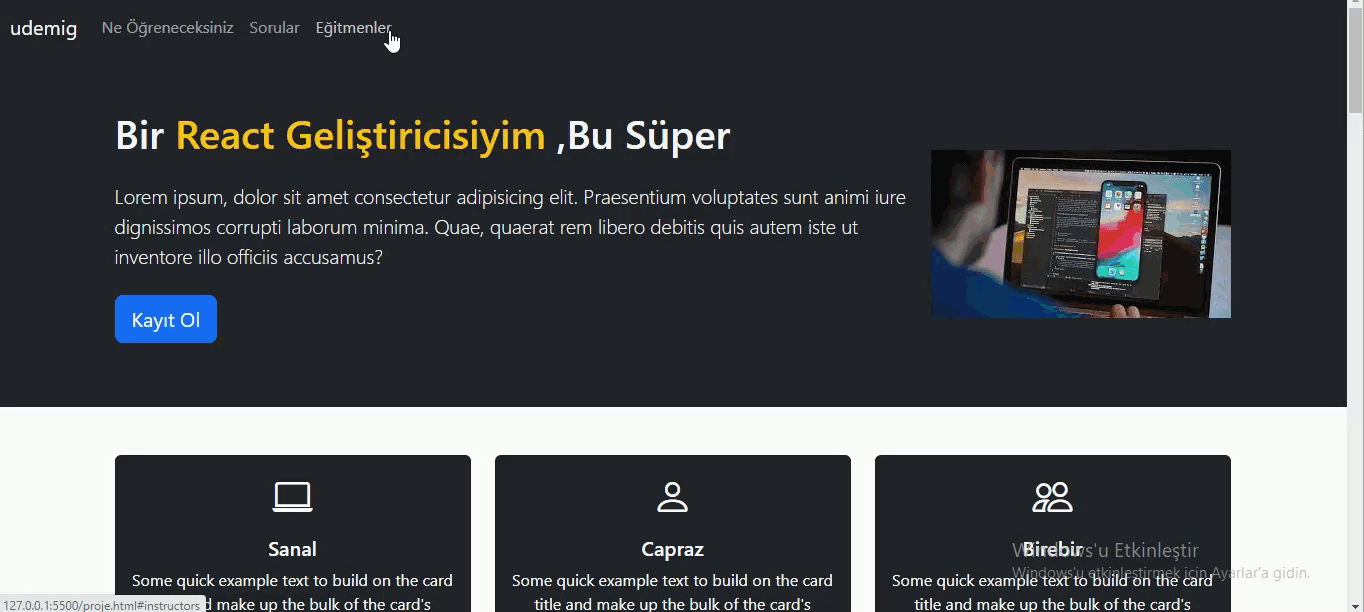 udemig Ne Öğreneceksiniz Sorular Eğitmenler
Bir React Geliştiricisiyim ,Bu Süper
Lorem ipsum, dolor sit amet consectetur adipisicing elit. Praesentium voluptates sunt animi iure
dignissimos corrupti laborum minima. Quae, quaerat rem libero debitis quis autem iste ut
inventore illo officiis accusamus?
Kayıt Ol
Sanal
Some quick example text to build on the card
d make up the bulk of the card's
Capraz
Some quick example text to build on the card
title and make up the bulk of the card's
Birebir
Some quick example text to build on the card
title and make up the bulk of the card's
Windows'u Etkinleştir
Windows'u etkinleştirmek için Ayarlar'a gidin.
127.0.0.1:5500/proje.html#instructors